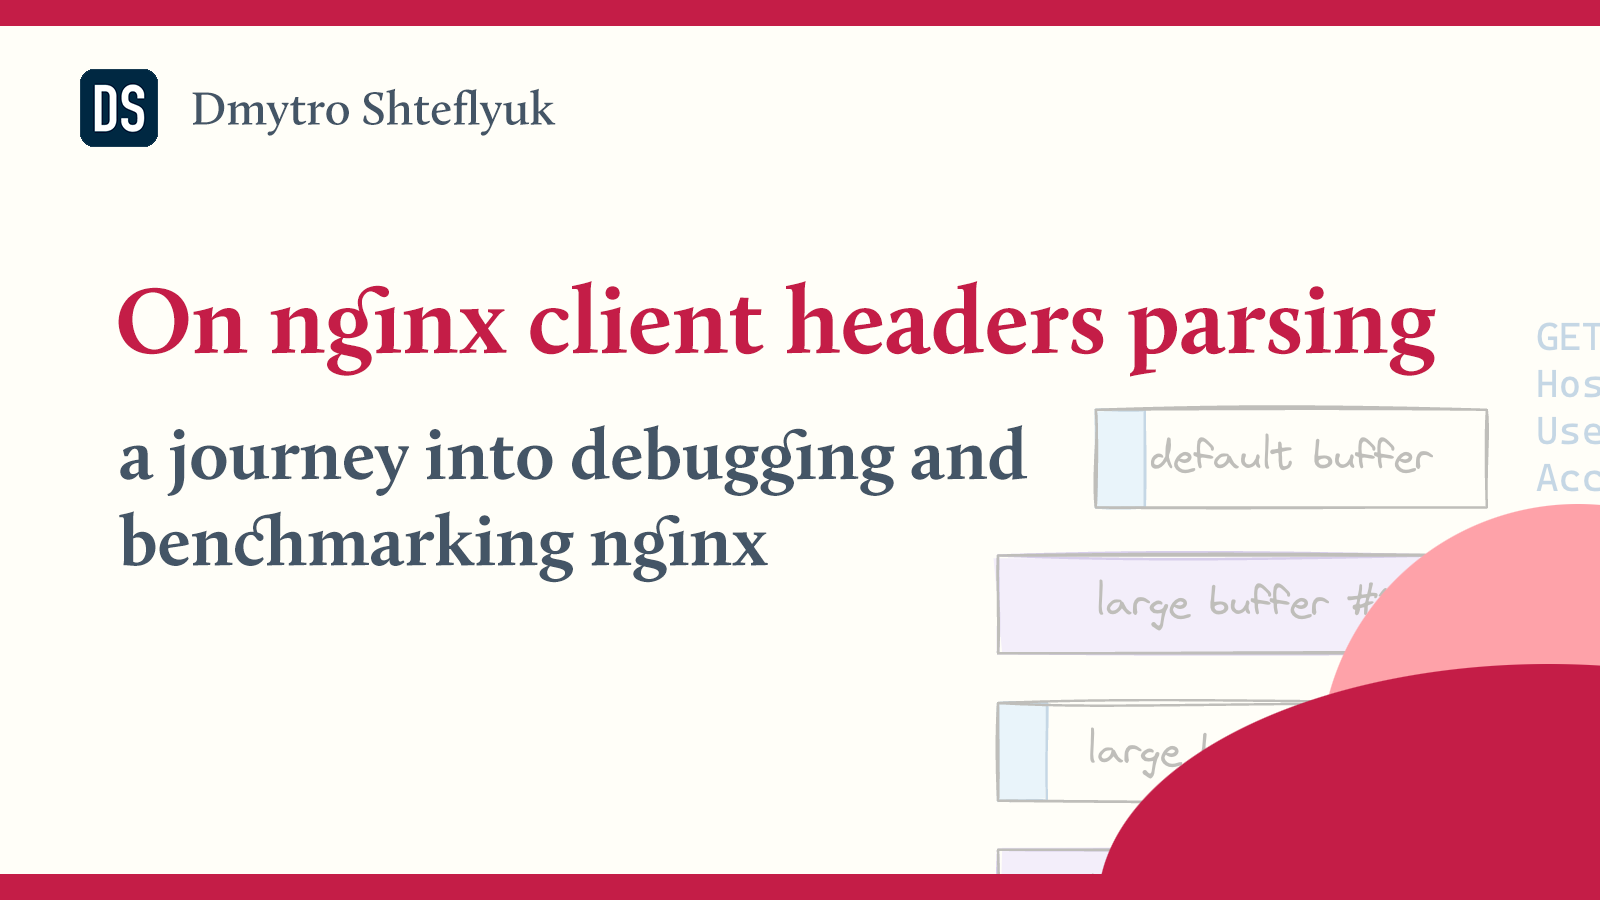 DS
Dmytro Shteflyuk
On nginx client headers parsing
a journey into debugging and
benchmarking nginx
GET
default buffer
large buffer #
large